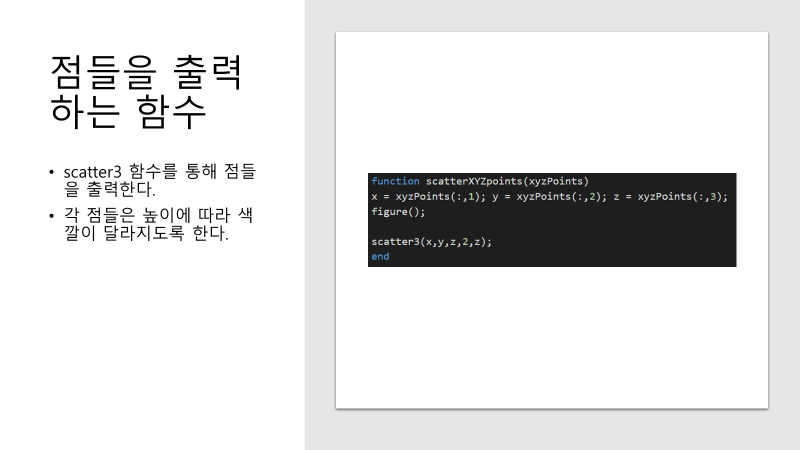 점들을 출력
하는 함수
• scatter3 함수를 통해 점들
을 출력한다.
• 각 점들은 높이에 따라 색
깔이 달라지도록 한다.
function scatterXYZpoints(xyzPoints)
x = xyzPoints(:,1); y = xyzPoints(:,2); z = xyzPoints(:,3);
figure();
scatter3(x,y,z,2,z);
end